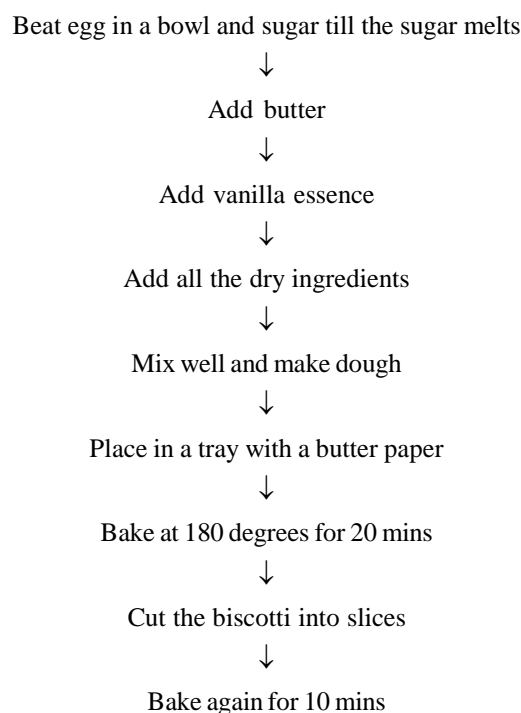 Beat egg in a bowl and sugar till the sugar melts
↓
Add butter
↓
Add vanilla essence
↓
Add all the dry ingredients
↓
Mix well and make dough
↓
Place in a tray with a butter paper
↓
Bake at 180 degrees for 20 mins
↓
Cut the biscotti into slices
↓
Bake again for 10 mins